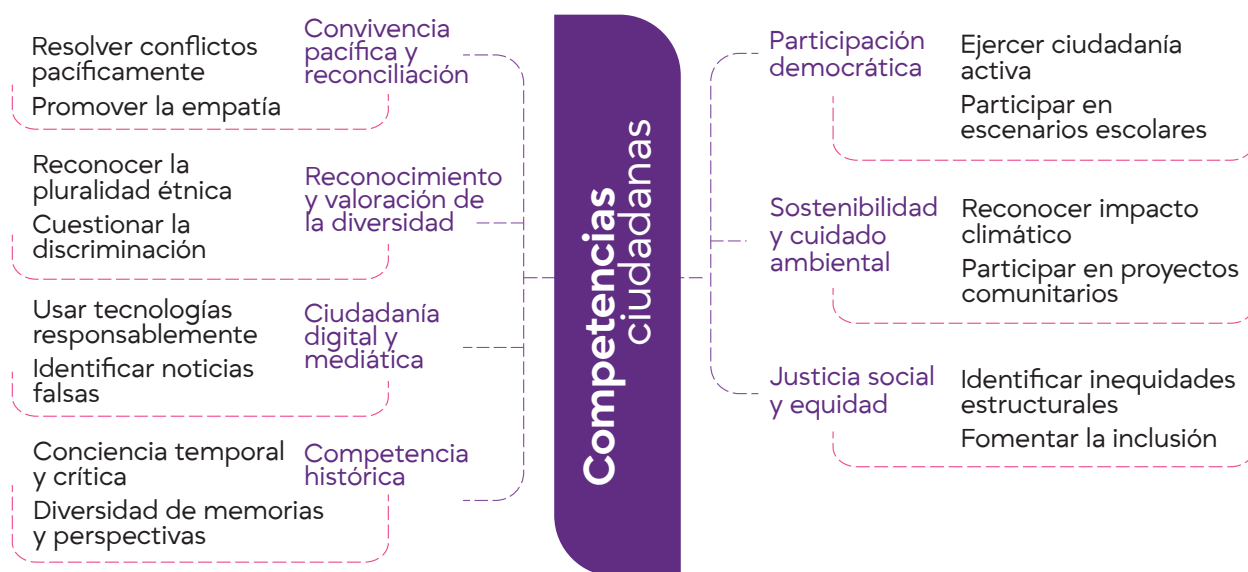 Convivencia
pacífica y
reconciliación
Resolver conflictos
pacíficamente
Promover la empatía
Reconocimiento
y valoración de
la diversidad
Reconocer la
pluralidad étnica
Cuestionar la
discriminación
Ciudadanía
digital y
mediática
Usar tecnologías
responsablemente
Identificar noticias
falsas
Competencia
histórica
Conciencia temporal
y crítica
Diversidad de memorias
y perspectivas
Competencias
ciudadanas
Participación
democrática
Ejercer ciudadanía
activa
Participar en
escenarios escolares
Sostenibilidad
y cuidado
ambiental
Reconocer impacto
climático
Participar en proyectos
comunitarios
Justicia social
y equidad
Identificar inequidades
estructurales
Fomentar la inclusión